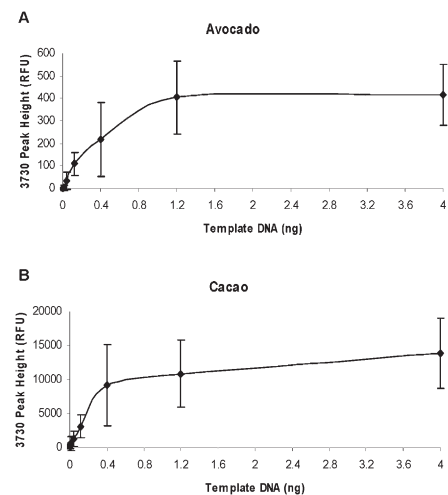 A
Avocado
3730 Peak Height (RFU)
600
500
400
300
200
100
0
0 0.4 0.8 1.2 1.6 2 2.4 2.8 3.2 3.6 4
Template DNA (ng)
B
Cacao
3730 Peak Height (RFU)
20000
15000
10000
5000
0
0 0.4 0.8 1.2 1.6 2 2.4 2.8 3.2 3.6 4
Template DNA (ng)